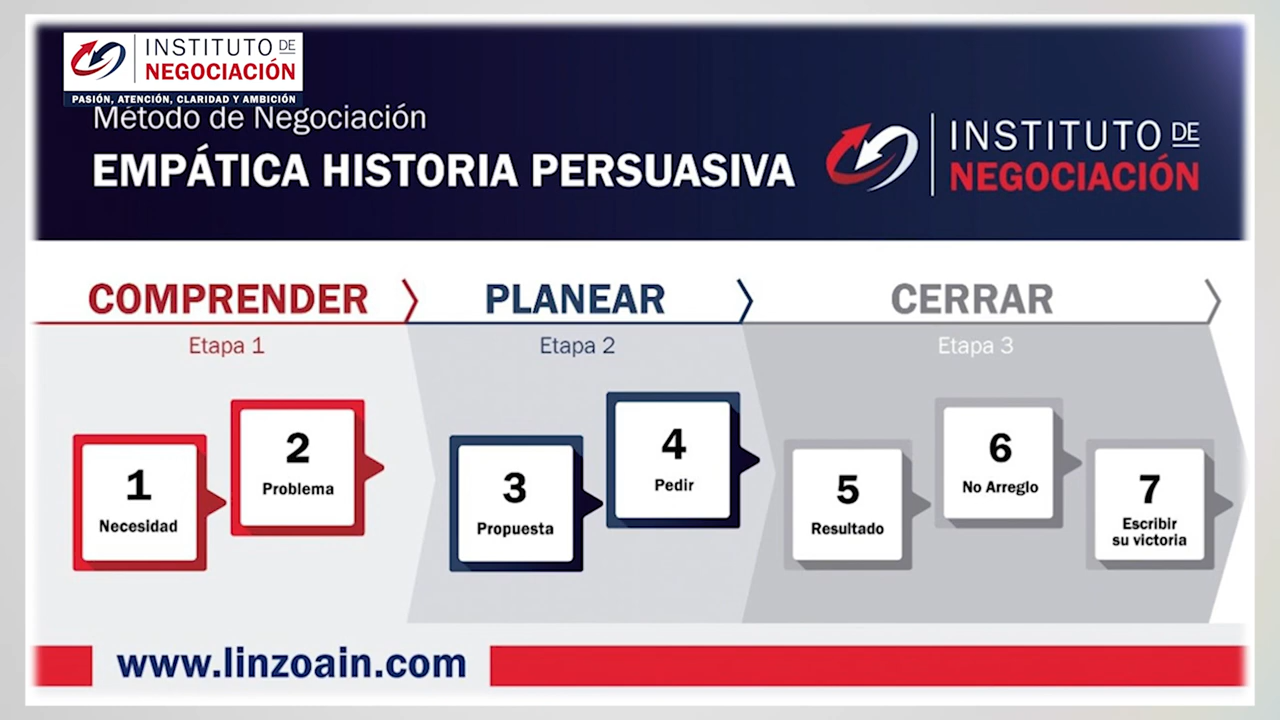 INSTITUTO DE
NEGOCIACIÓN
PASIÓN, ATENCIÓN, CLARIDAD Y AMBICIÓN
Método de Negociación
EMPÁTICA HISTORIA PERSUASIVA
INSTITUTO DE
NEGOCIACIÓN
COMPRENDER
Etapa 1
PLANEAR
Etapa 2
CERRAR
Etapa 3
1
Necesidad
2
Problema
3
Propuesta
4
Pedir
5
Resultado
6
No Arreglo
7
Escribir
su victoria
www.linzoain.com